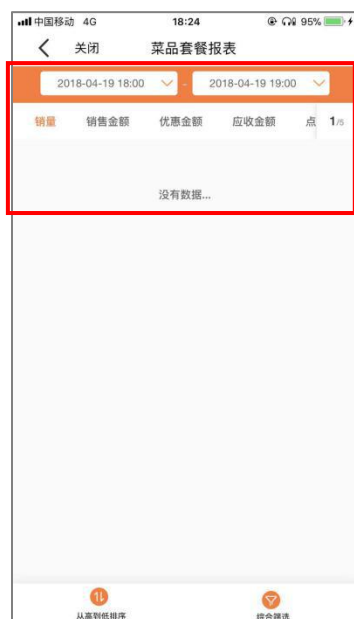 中国移动 4G 18:24 95%
关闭 菜品套餐报表
2018-04-19 18:00 - 2018-04-19 19:00
销量 销售金额 优惠金额 应收金额 点 1/5
没有数据...
从高到低排序 综合筛选